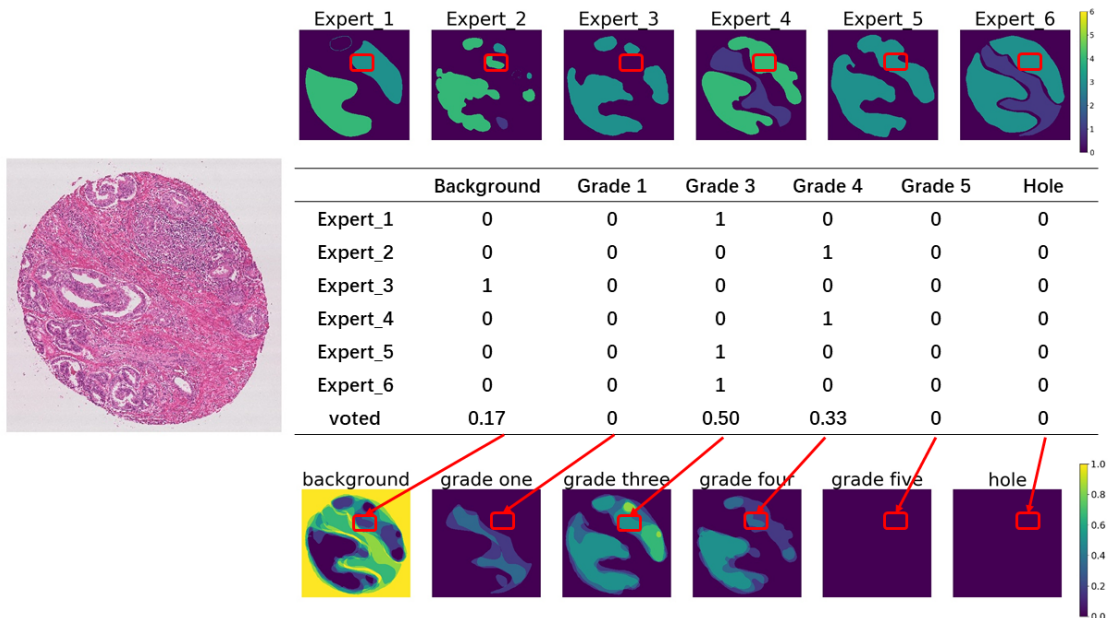 Expert_1 Expert_2 Expert_3 Expert_4 Expert_5 Expert_6
6
5
4
3
2
1
0
Background Grade 1 Grade 3 Grade 4 Grade 5 Hole
Expert_1 0 0 1 0 0 0
Expert_2 0 0 0 1 0 0
Expert_3 1 0 0 0 0 0
Expert_4 0 0 0 1 0 0
Expert_5 0 0 1 0 0 0
Expert_6 0 0 1 0 0 0
voted 0.17 0 0.50 0.33 0 0
background grade one grade three grade four grade five hole
1.0
0.8
0.6
0.4
0.2
0.0